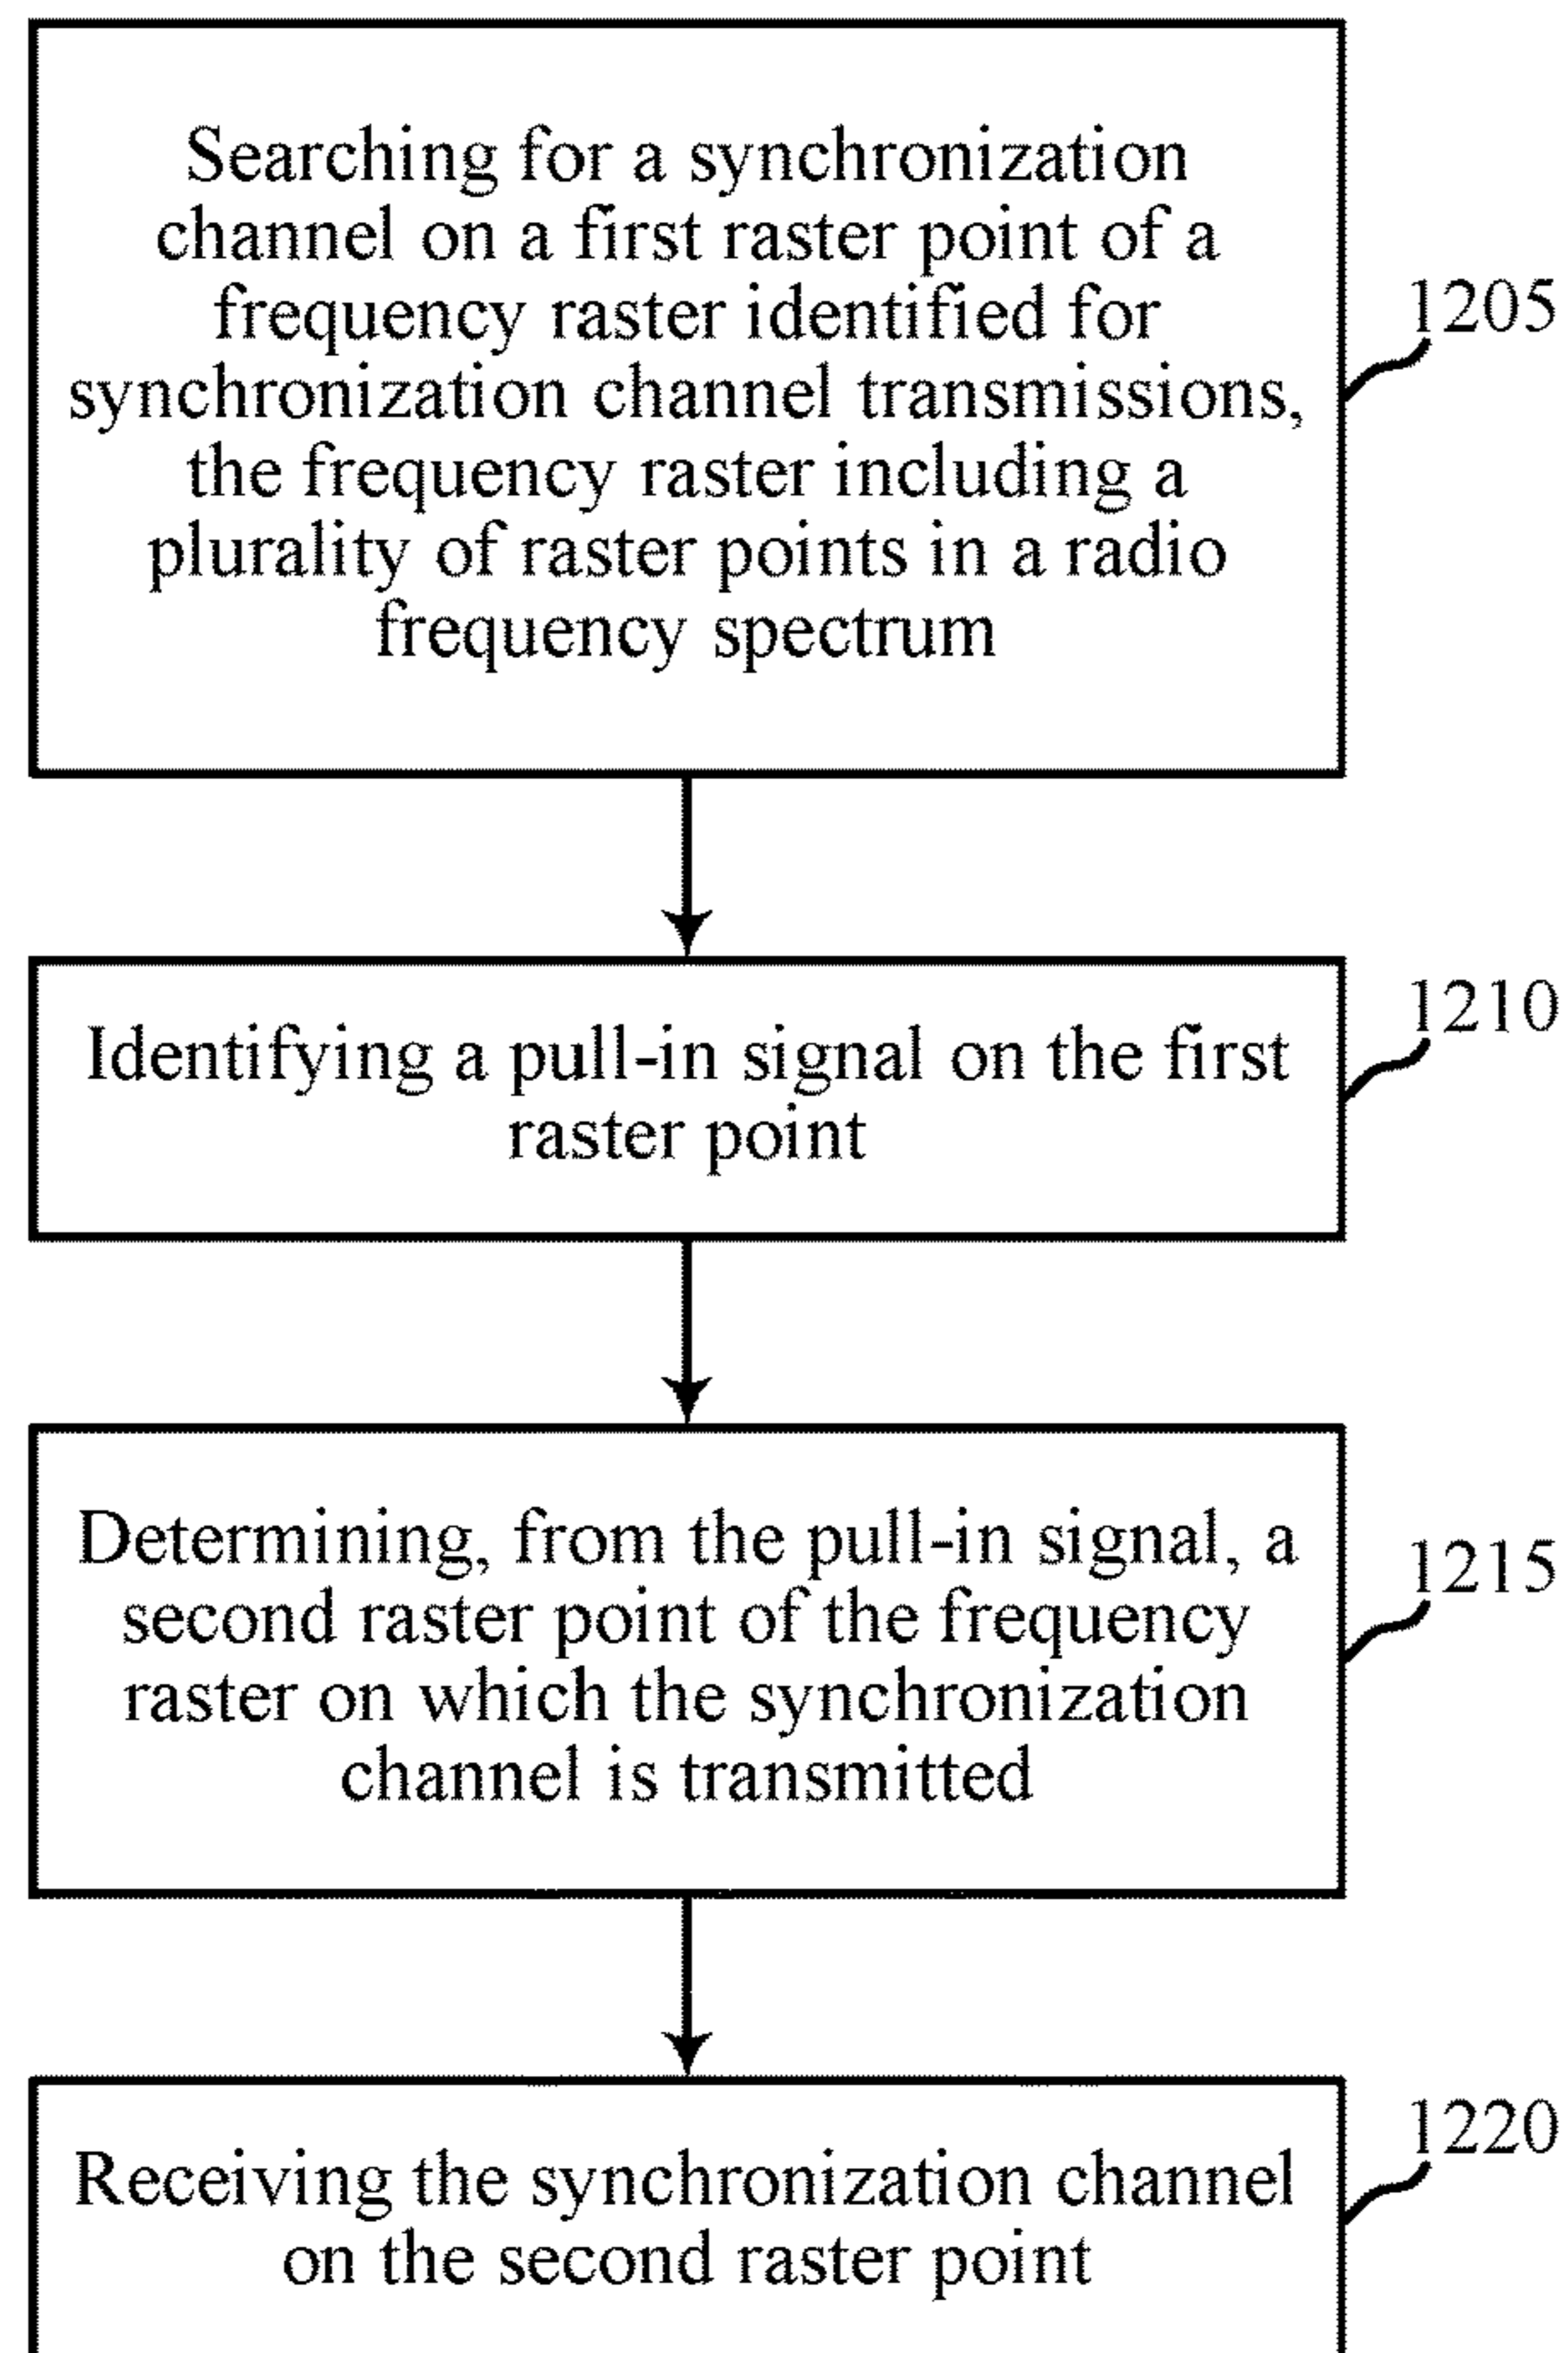 Searching for a synchronization
channel on a first raster point of a
frequency raster identified for
synchronization channel transmissions,
the frequency raster including a
plurality of raster points in a radio
frequency spectrum
1205
Identifying a pull-in signal on the first
raster point
1210
Determining, from the pull-in signal, a
second raster point of the frequency
raster on which the synchronization
channel is transmitted
1215
Receiving the synchronization channel
on the second raster point
1220